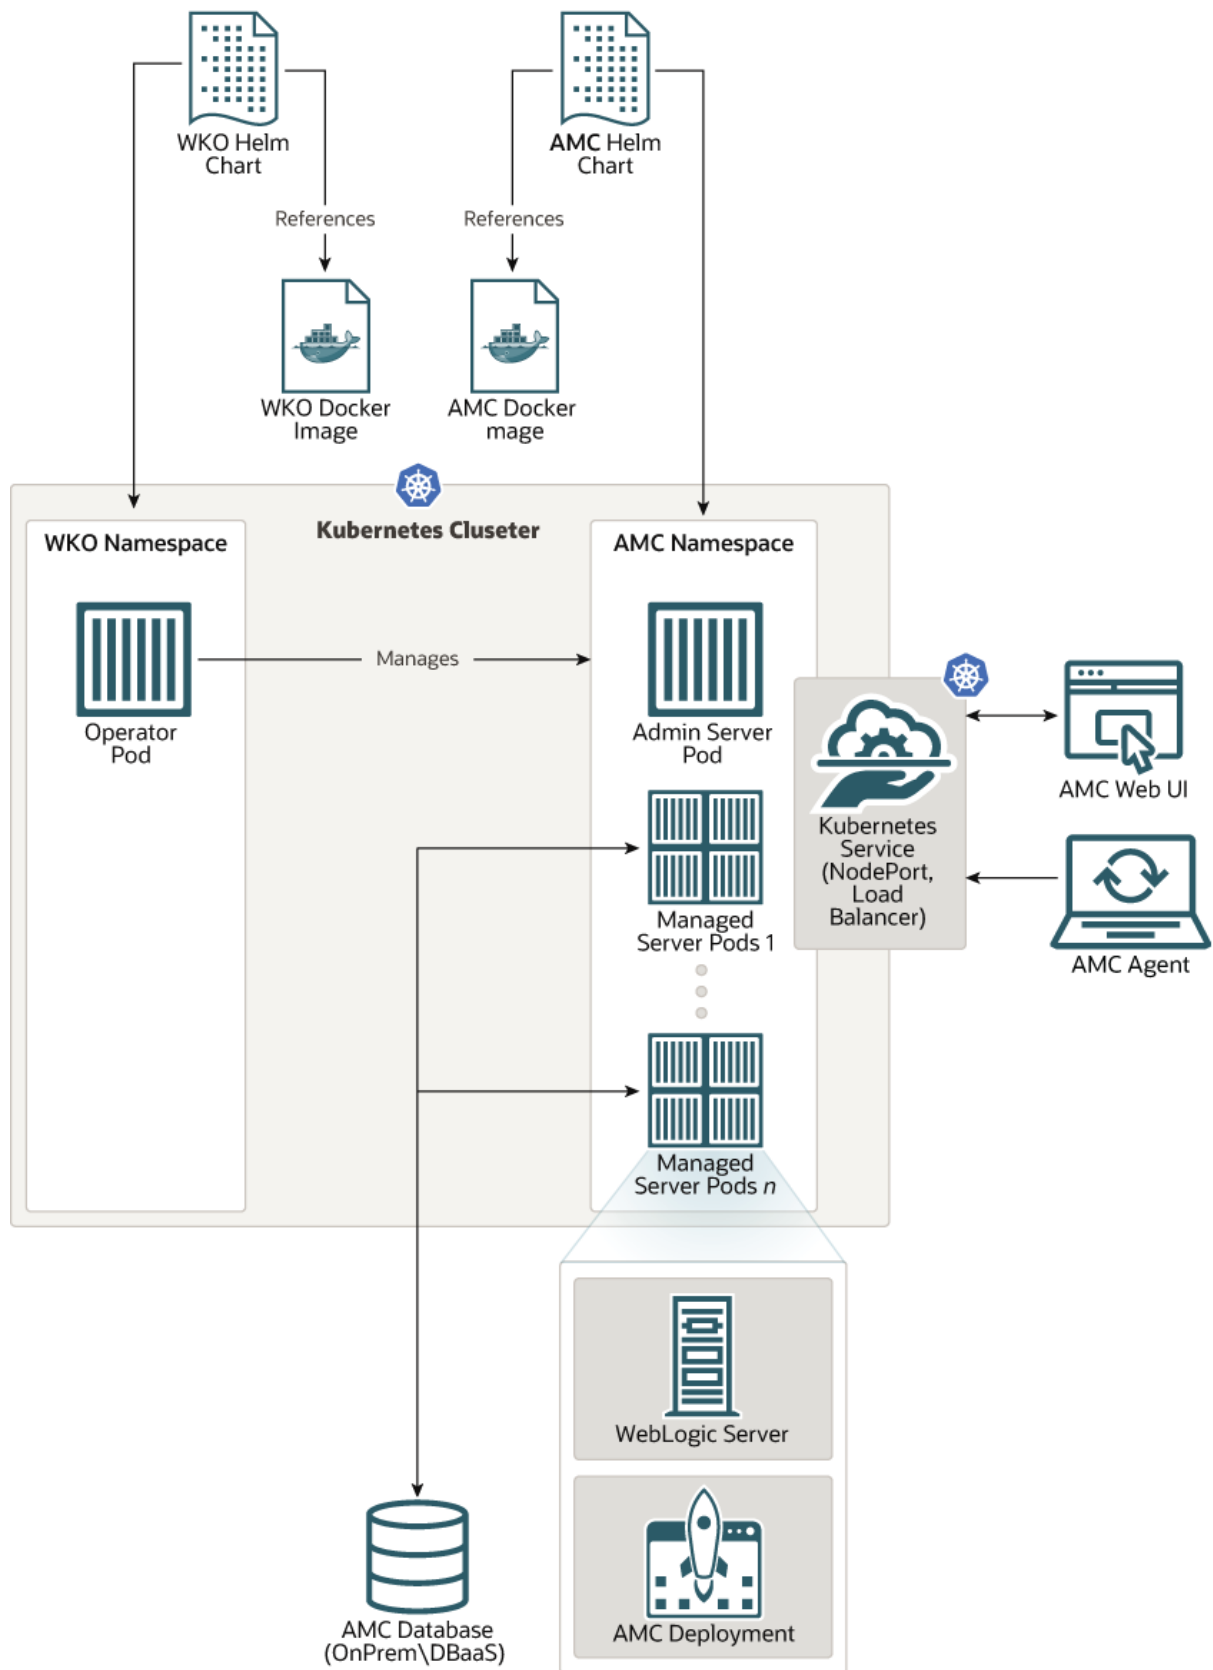 WKO Helm
Chart
AMC Helm
Chart
References
References
WKO Docker
Image
AMC Docker
mage
Kubernetes Cluseter
WKO Namespace
AMC Namespace
Operator
Pod
Manages
Admin Server
Pod
Kubernetes
Service
(NodePort,
Load
Balancer)
AMC Web UI
AMC Agent
Managed
Server Pods 1
Managed
Server Pods n
WebLogic Server
AMC Deployment
AMC Database
(OnPrem\DBaaS)